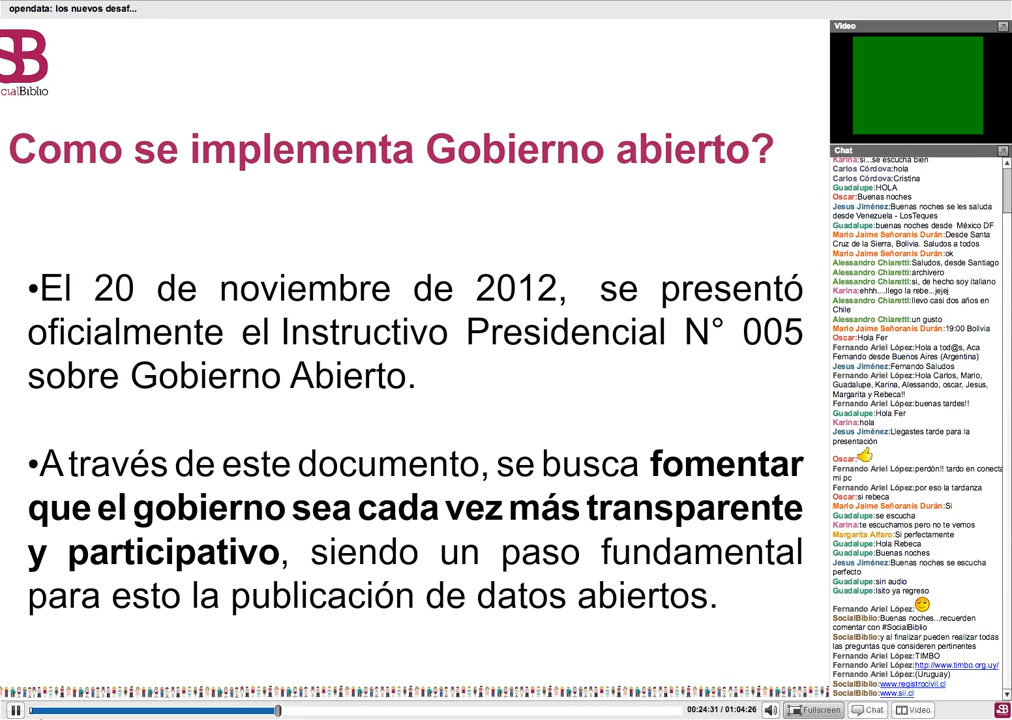 opendata: los nuevos desaf...
SB
cialBiblio
Como se implementa Gobierno abierto?
•El 20 de noviembre de 2012, se presentó
oficialmente el Instructivo Presidencial N° 005
sobre Gobierno Abierto.
•A través de este documento, se busca fomentar
que el gobierno sea cada vez más transparente
y participativo, siendo un paso fundamental
para esto la publicación de datos abiertos.
Video
Chat
Karina:si...se escucha bien
Carlos Córdova:hola
Carlos Córdova:Cristina
Guadalupe:HOLA
Oscar:Buenas noches
Jesus Jiménez:Buenas noches se les saluda
desde Venezuela - LosTeques
Guadalupe:buenas noches desde México DF
Mario Jaime Señoranis Durán:Desde Santa
Cruz de la Sierra, Bolivia. Saludos a todos
Mario Jaime Señoranis Durán:ok
Alessandro Chiaretti:Saludos, desde Santiago
Alessandro Chiaretti:archivero
Alessandro Chiaretti:si, de hecho soy italiano
Karina:ehh....llego la rebe...jejej
Alessandro Chiaretti:llevo casi dos años en
Chile
Alessandro Chiaretti:un gusto
Mario Jaime Señoranis Durán:19:00 Bolivia
Oscar:Hola Fer
Fernando Ariel López:Hola a tod@s, Aca
Fernando desde Buenos Aires (Argentina)
Jesus Jiménez:Fernando Saludos
Fernando Ariel López:Hola Carlos, Mario,
Guadalupe, Karina, Alessando, oscar, Jesus,
Margarita y Rebeca!!
Fernando Ariel López:buenas tardes!!
Guadalupe:Hola Fer
Karina:hola
Jesus Jiménez:Llegastes tarde para la
presentación
Oscar:
Fernando Ariel López:perdón!! tardo en conecta
mi pc
Fernando Ariel López:por eso la tardanza
Oscar:si rebeca
Mario Jaime Señoranis Durán:Si
Guadalupe:se escucha
Karina:te escuchamos pero no te vemos
Margarita Alfaro:Si perfectamente
Guadalupe:Hola Rebeca
Guadalupe:Buenas noches
Jesus Jiménez:Buenas noches se escucha
perfecto
Guadalupe:sin audio
Guadalupe:lsito ya regreso
Fernando Ariel López:
SocialBiblio:Buenas noches...recuerden
comentar con #SocialBiblio
SocialBiblio:y al finalizar pueden realizar todas
las preguntas que consideren pertinentes
Fernando Ariel López:TIMBO
Fernando Ariel López:http://www.timbo.org.uy/
Fernando Ariel López:(Uruguay)
SocialBiblio:www.registrocivil.cl
SocialBiblio:www.sii.cl
00:24:31 / 01:04:26
Fullscreen
Chat
Video
SB